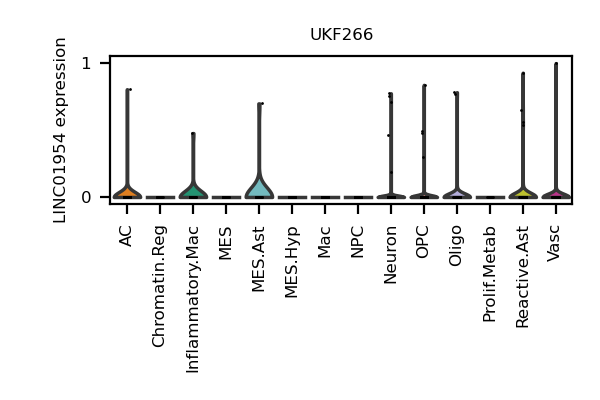 UKF266
LINC01954 expression
1
0
AC
Chromatin.Reg
Inflammatory.Mac
MES
MES.Ast
MES.Hyp
Mac
NPC
Neuron
OPC
Oligo
Prolif.Metab
Reactive.Ast
Vasc